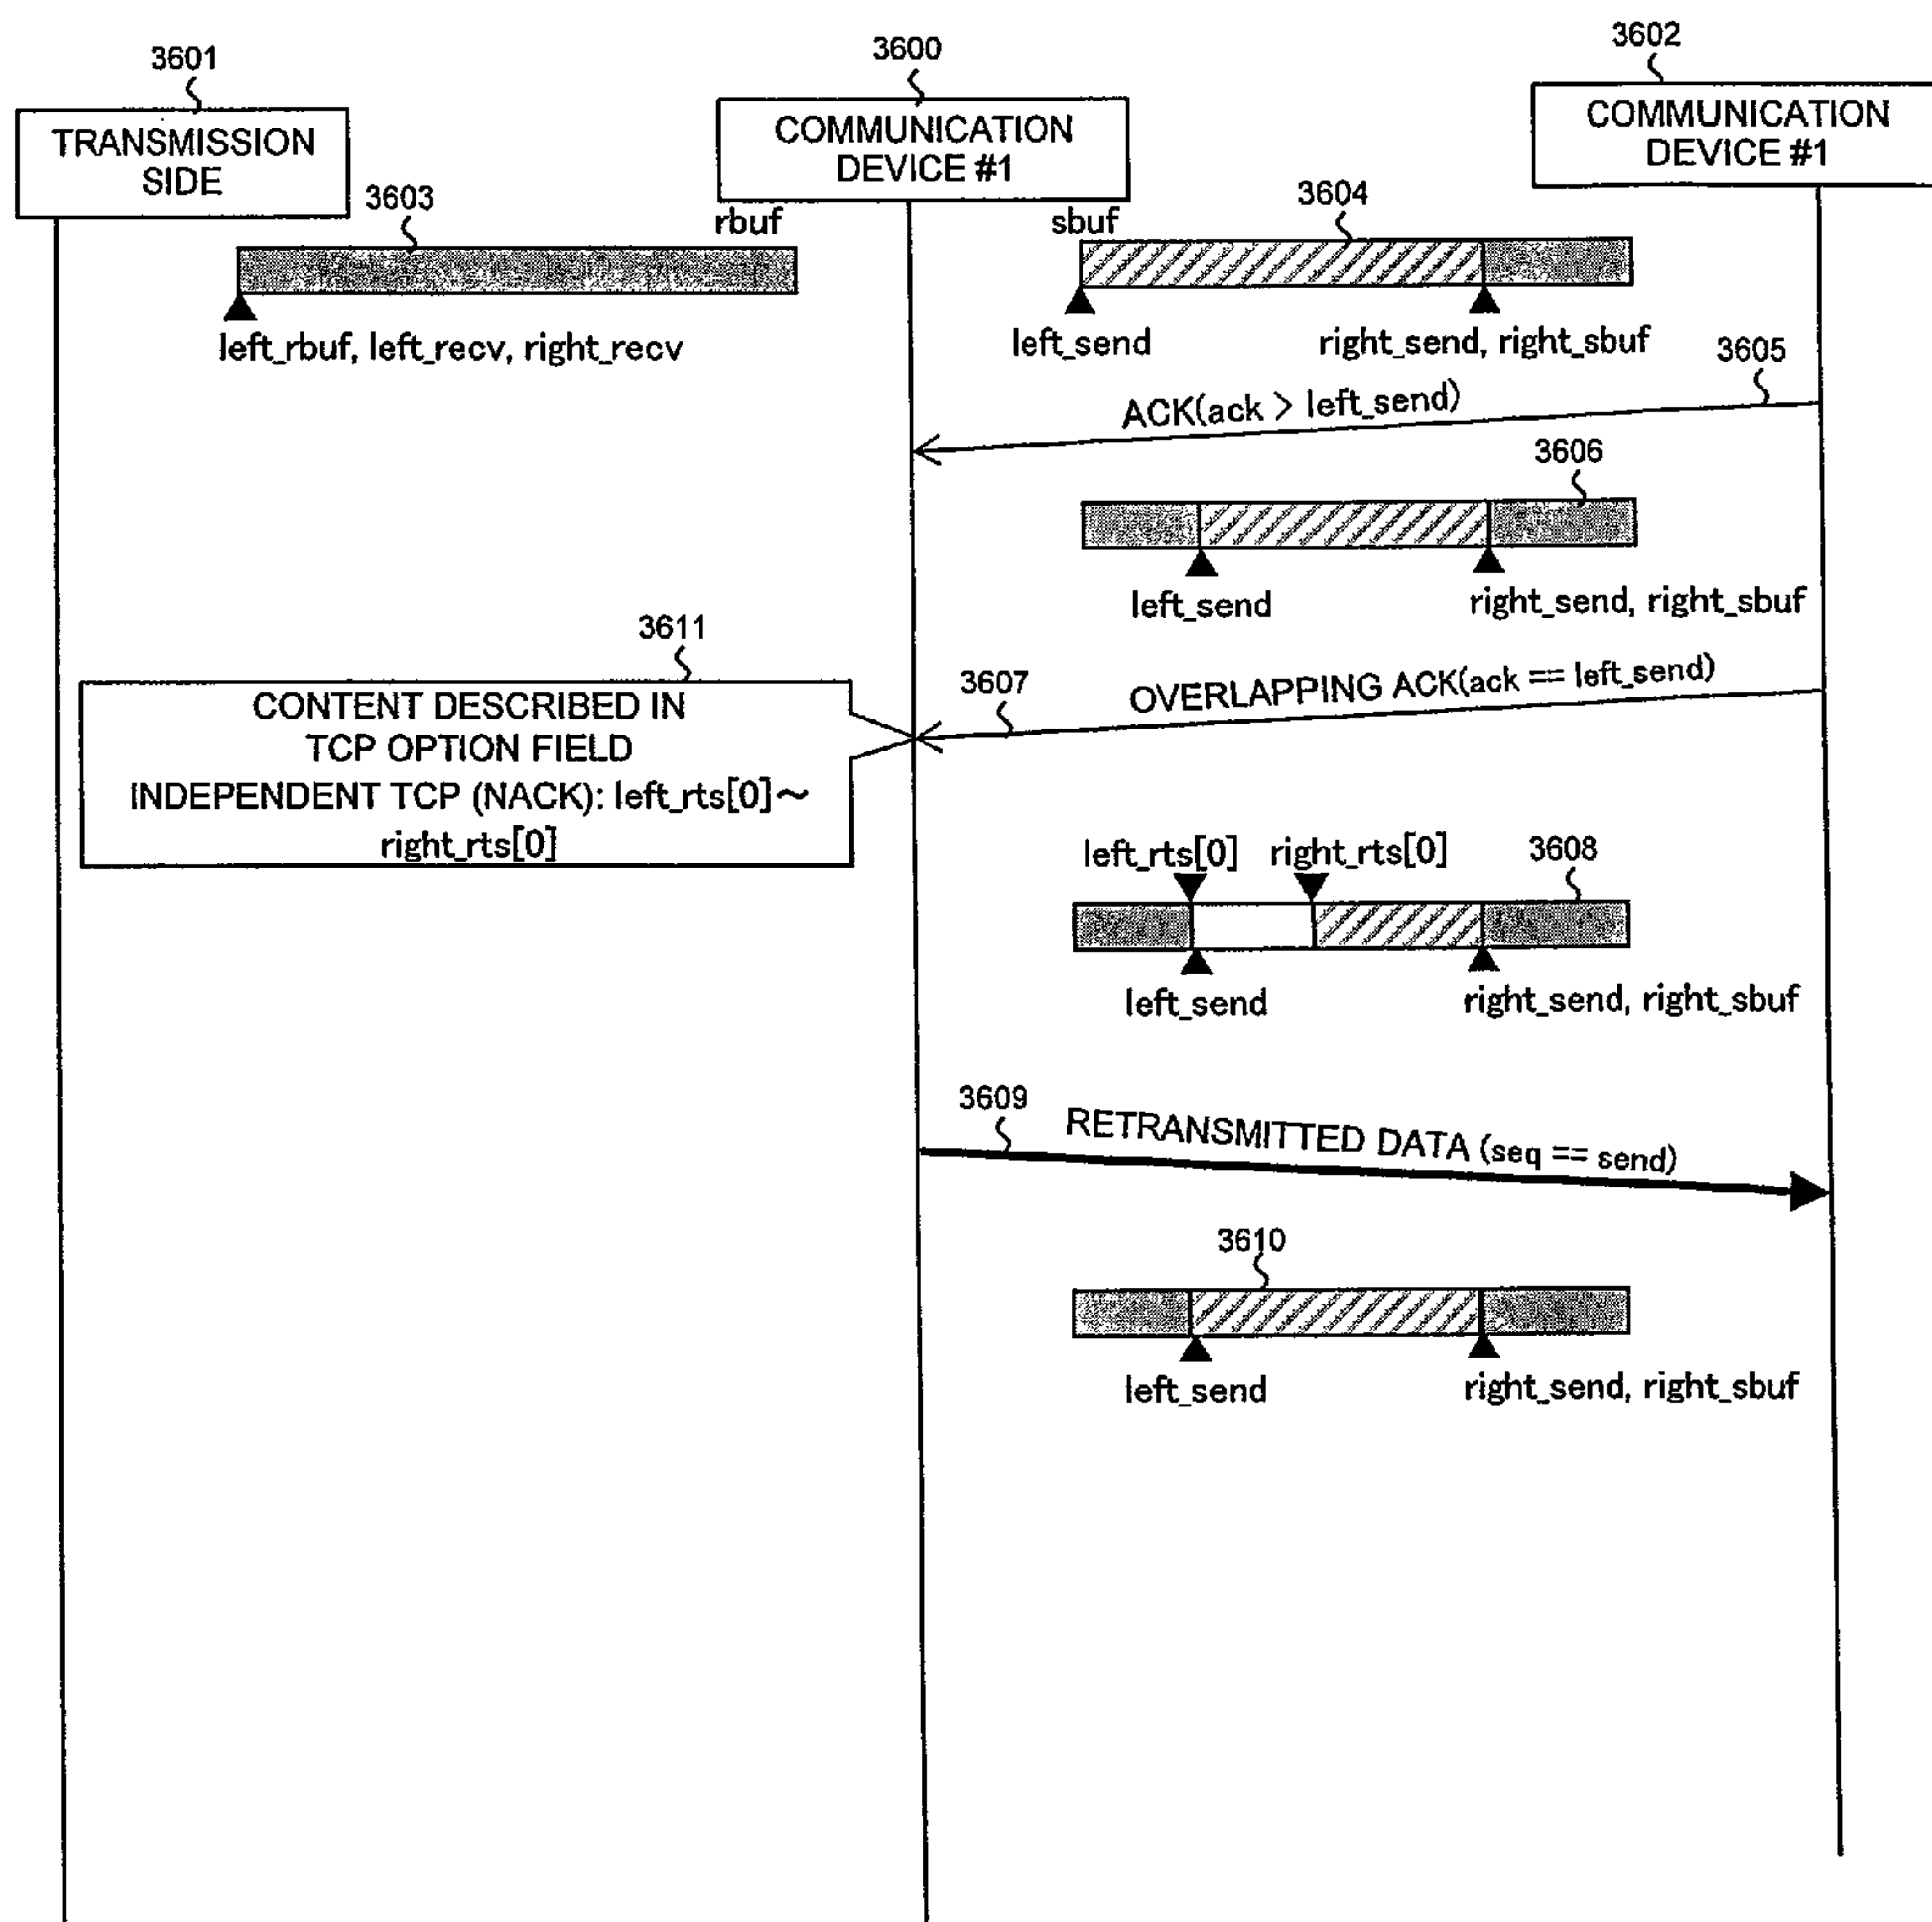 3601
3600
3602
TRANSMISSION
SIDE
COMMUNICATION
DEVICE #1
COMMUNICATION
DEVICE #1
3603
rbuf
sbuf
3604
left_rbuf, left_recv, right_recv
left_send
right_send, right_sbuf
3605
ACK(ack > left_send)
3606
left_send
right_send, right_sbuf
3611
CONTENT DESCRIBED IN
TCP OPTION FIELD
INDEPENDENT TCP (NACK): left_rts[0]~
right_rts[0]
3607
OVERLAPPING ACK(ack == left_send)
left_rts[0]
right_rts[0]
3608
left_send
right_send, right_sbuf
3609
RETRANSMITTED DATA (seq == send)
3610
left_send
right_send, right_sbuf